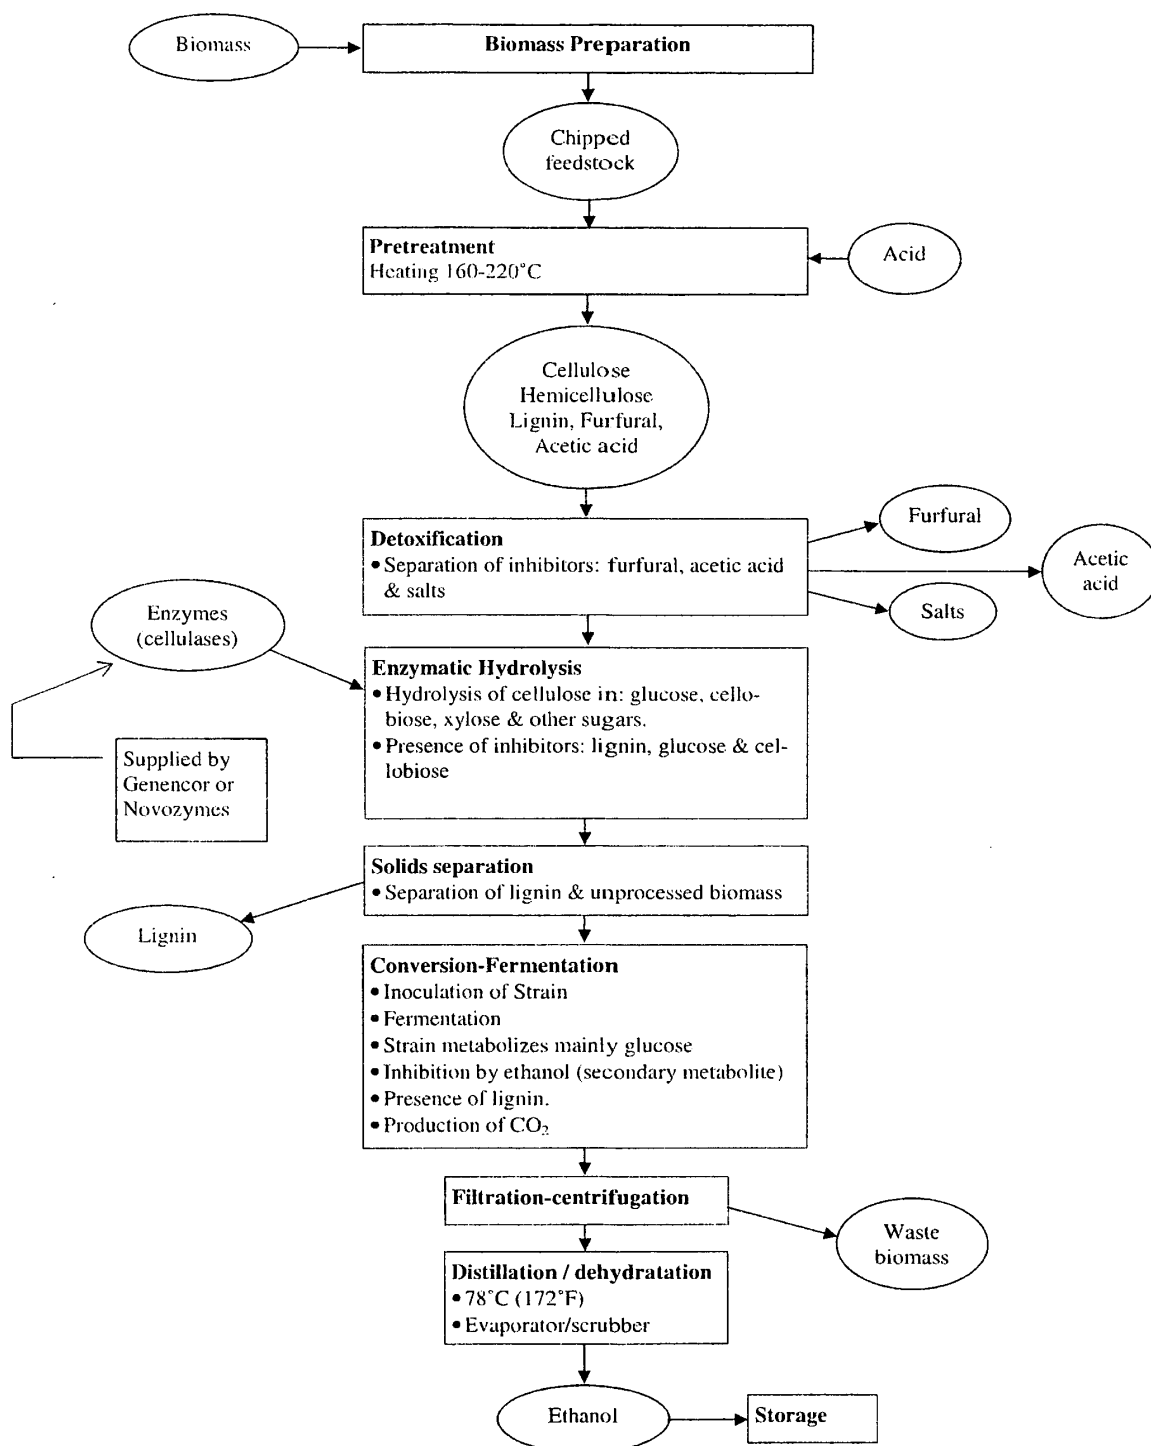 Biomass
Biomass Preparation
Chipped
feedstock
Pretreatment
Heating 160-220°C
Acid
Cellulose
Hemicellulose
Lignin, Furfural,
Acetic acid
Detoxification
• Separation of inhibitors: furfural, acetic acid
& salts
Furfural
Acetic
acid
Salts
Enzymes
(cellulases)
Supplied by
Genencor or
Novozymes
Enzymatic Hydrolysis
• Hydrolysis of cellulose in: glucose, cello-
biose, xylose & other sugars.
• Presence of inhibitors: lignin, glucose & cel-
lobiose
Solids separation
• Separation of lignin & unprocessed biomass
Lignin
Conversion-Fermentation
• Inoculation of Strain
• Fermentation
• Strain metabolizes mainly glucose
• Inhibition by ethanol (secondary metabolite)
• Presence of lignin.
• Production of CO₂
Filtration-centrifugation
Waste
biomass
Distillation / dehydratation
• 78°C (172°F)
• Evaporator/scrubber
Ethanol
Storage